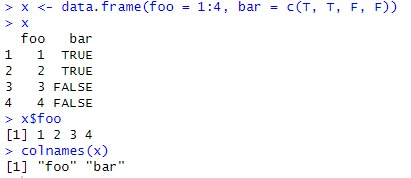 > x <- data.frame(foo = 1:4, bar = c(T, T, F, F))
> x
  foo   bar
1   1  TRUE
2   2  TRUE
3   3 FALSE
4   4 FALSE
> x$foo
[1] 1 2 3 4
> colnames(x)
[1] "foo" "bar"